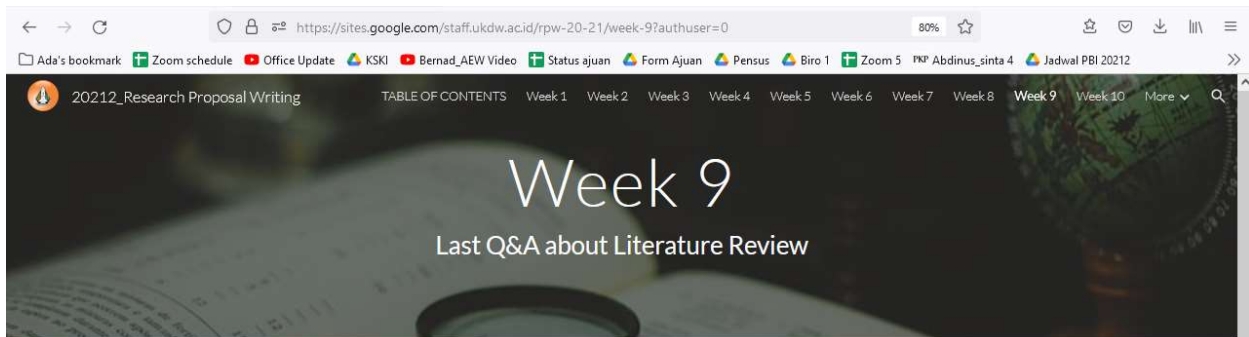 https://sites.google.com/staff.ukdw.ac.id/rpw-20-21/week-9?authuser=0 80%
Ada's bookmark Zoom schedule Office Update KSKI Bernad_AEW Video Status ajuan Form Ajuan Pensus Biro 1 Zoom 5 PKP Abdinus_sinta 4 Jadwal PBI 20212
20212_Research Proposal Writing TABLE OF CONTENTS Week 1 Week 2 Week 3 Week 4 Week 5 Week 6 Week 7 Week 8 Week 9 Week 10 More
Week 9
Last Q&A about Literature Review